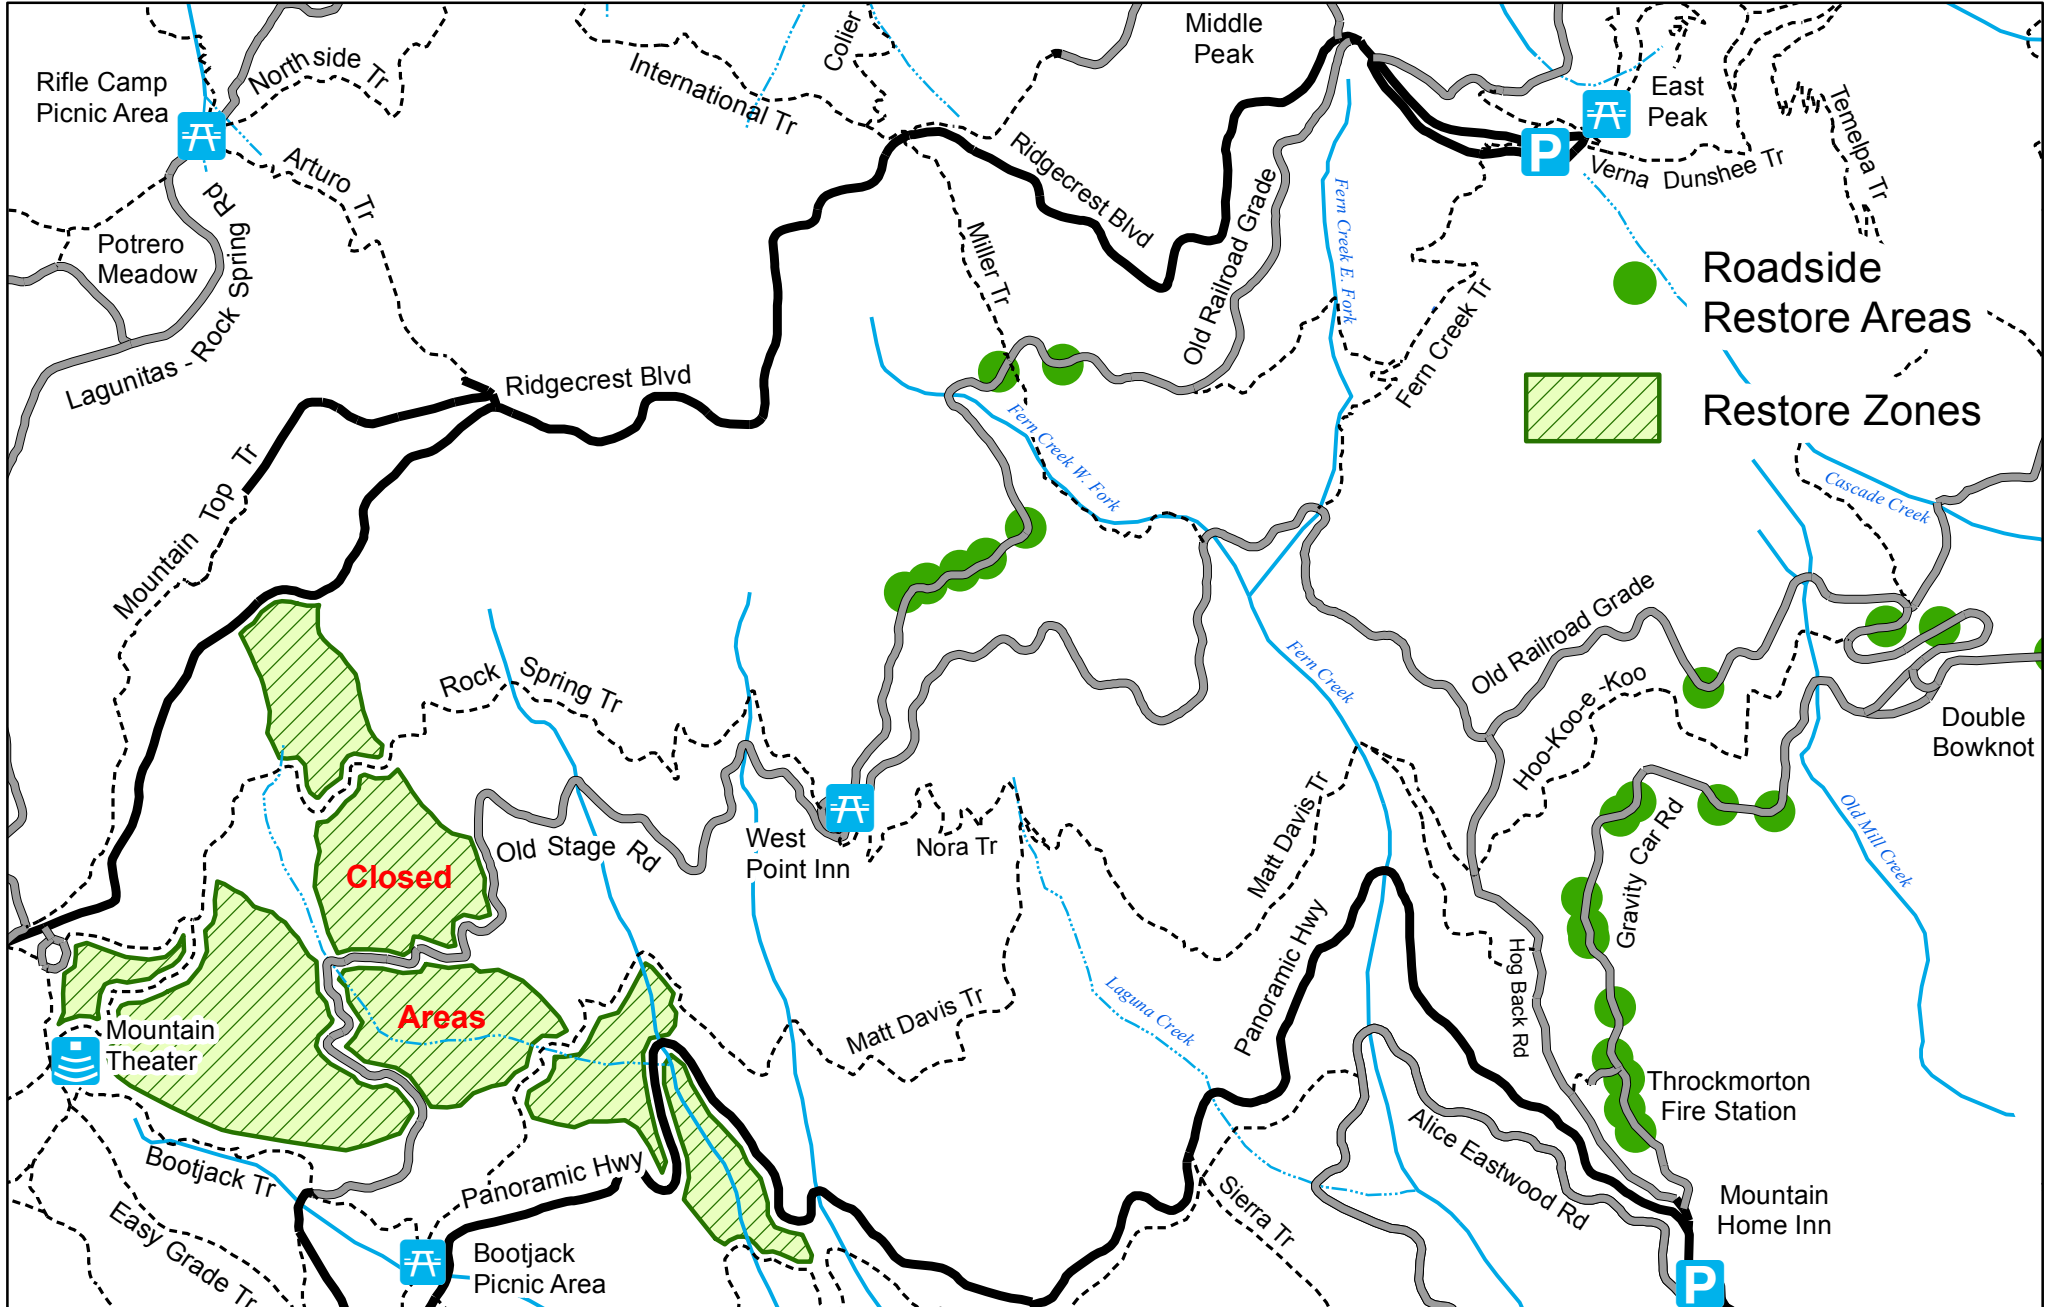 Middle
Peak
Colier
Northside Tr
Rifle Camp
Picnic Area
International Tr
East
Peak
Temelpa Tr
Arturo Tr
Ridgecrest Blvd
P
Verna Dunshee Tr
Fern Creek E. Fork
Old Railroad Grade
Potrero
Meadow
Lagunitas - Rock Spring Rd
Miller Tr
Roadside
Restore Areas
Fern Creek Tr
Ridgecrest Blvd
Restore Zones
Fern Creek W. Fork
Mountain Top Tr
Cascade Creek
Old Railroad Grade
Rock Spring Tr
Fern Creek
Hoo-Koo-e-Koo
Double
Bowknot
Old Stage Rd
West
Point Inn
Nora Tr
Matt Davis Tr
Gravity Car Rd
Old Mill Creek
Closed
Panoramic Hwy
Hog Back Rd
Areas
Matt Davis Tr
Laguna Creek
Mountain
Theater
Throckmorton
Fire Station
Alice Eastwood Rd
Bootjack Tr
Panoramic Hwy
Sierra Tr
Mountain
Home Inn
Easy Grade Tr
Bootjack
Picnic Area
P